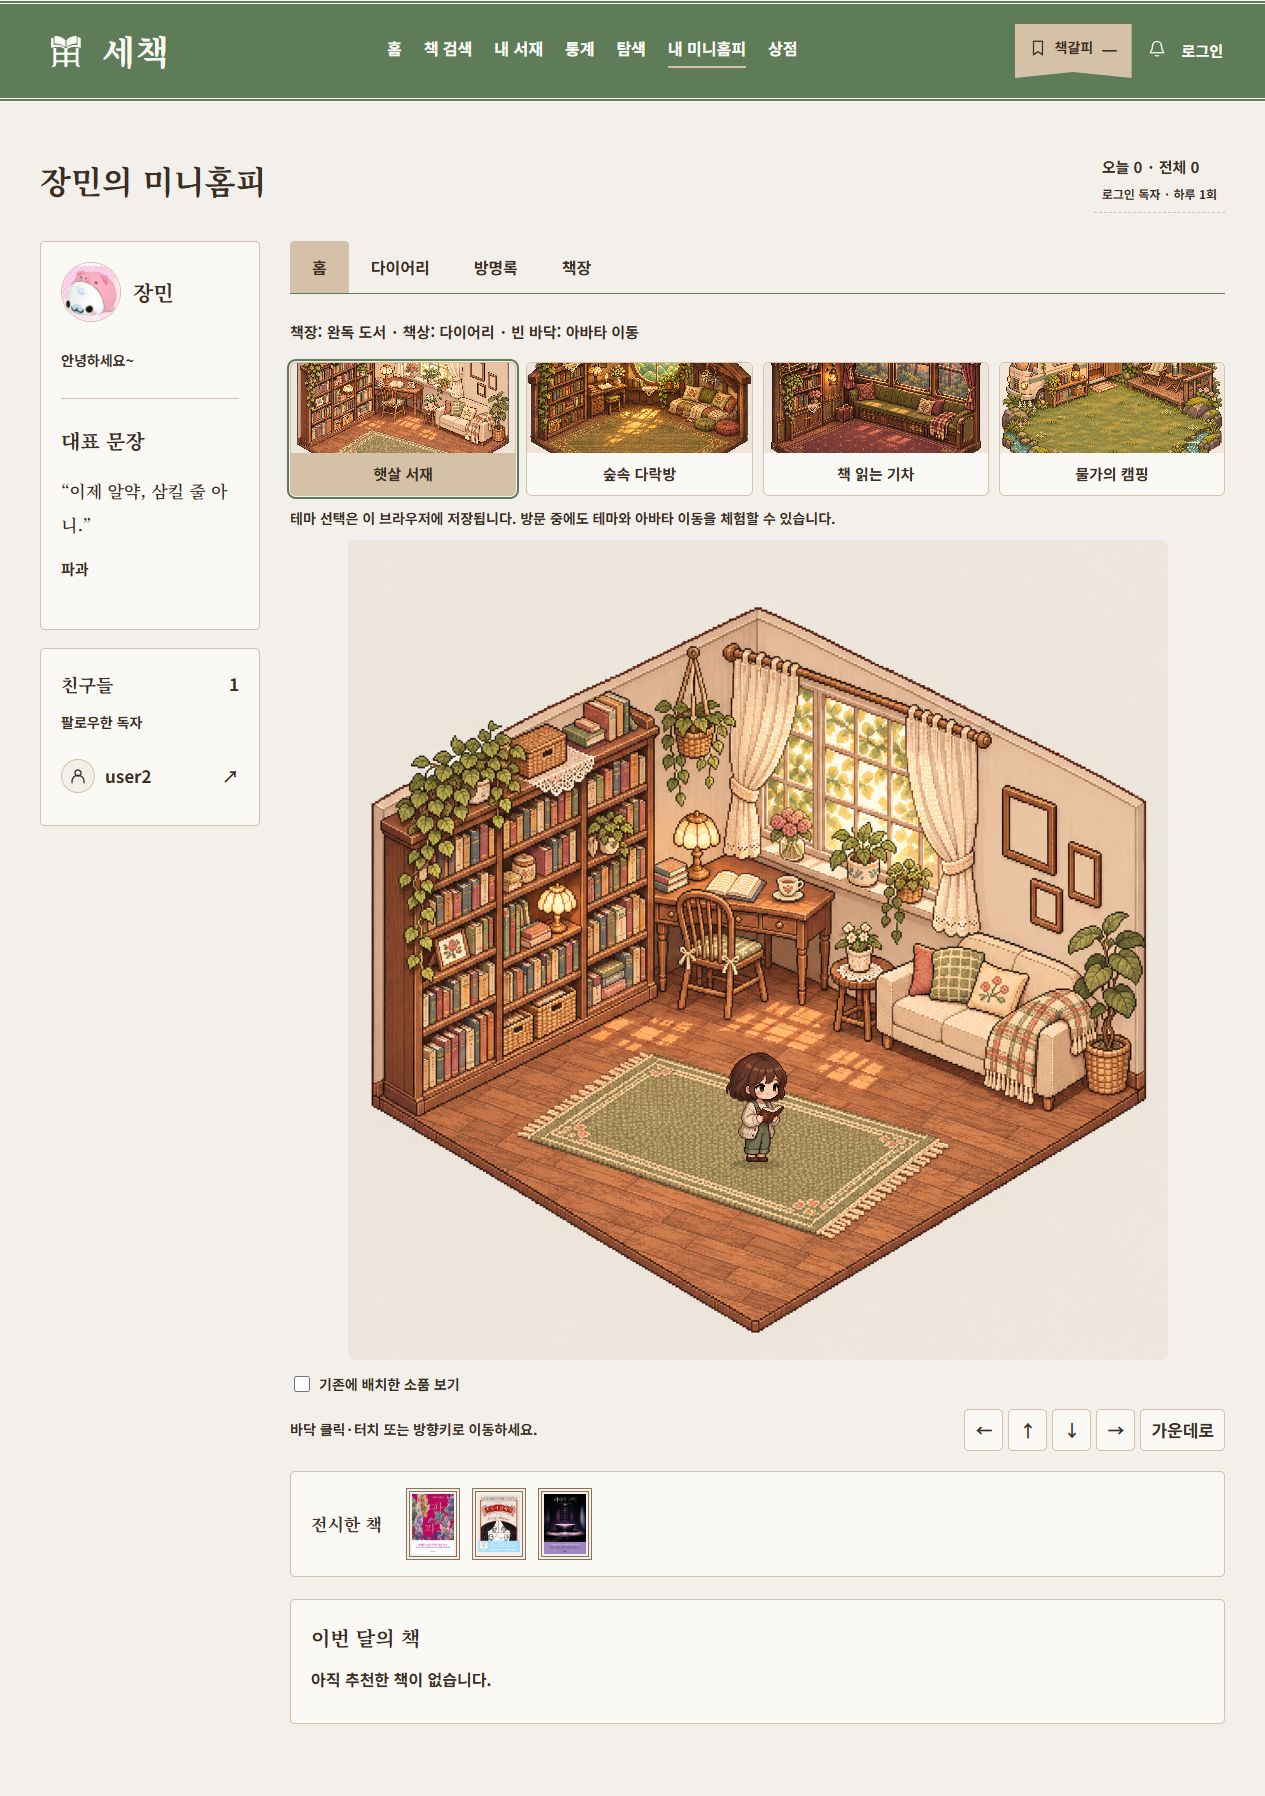 세책
홈 책 검색 내 서재 통계 탐색 내 미니홈피 상점
책갈피 —
로그인
장민의 미니홈피
오늘 0 · 전체 0
로그인 독자 · 하루 1회
장민
안녕하세요~
대표 문장
“이제 알약, 삼킬 줄 아
니.”
파과
친구들 1
팔로우한 독자
user2 ↗
홈 다이어리 방명록 책장
책장: 완독 도서 · 책상: 다이어리 · 빈 바닥: 아바타 이동
햇살 서재 숲속 다락방 책 읽는 기차 물가의 캠핑
테마 선택은 이 브라우저에 저장됩니다. 방문 중에도 테마와 아바타 이동을 체험할 수 있습니다.
기존에 배치한 소품 보기
바닥 클릭·터치 또는 방향키로 이동하세요.
← ↑ ↓ → 가운데로
전시한 책
이번 달의 책
아직 추천한 책이 없습니다.